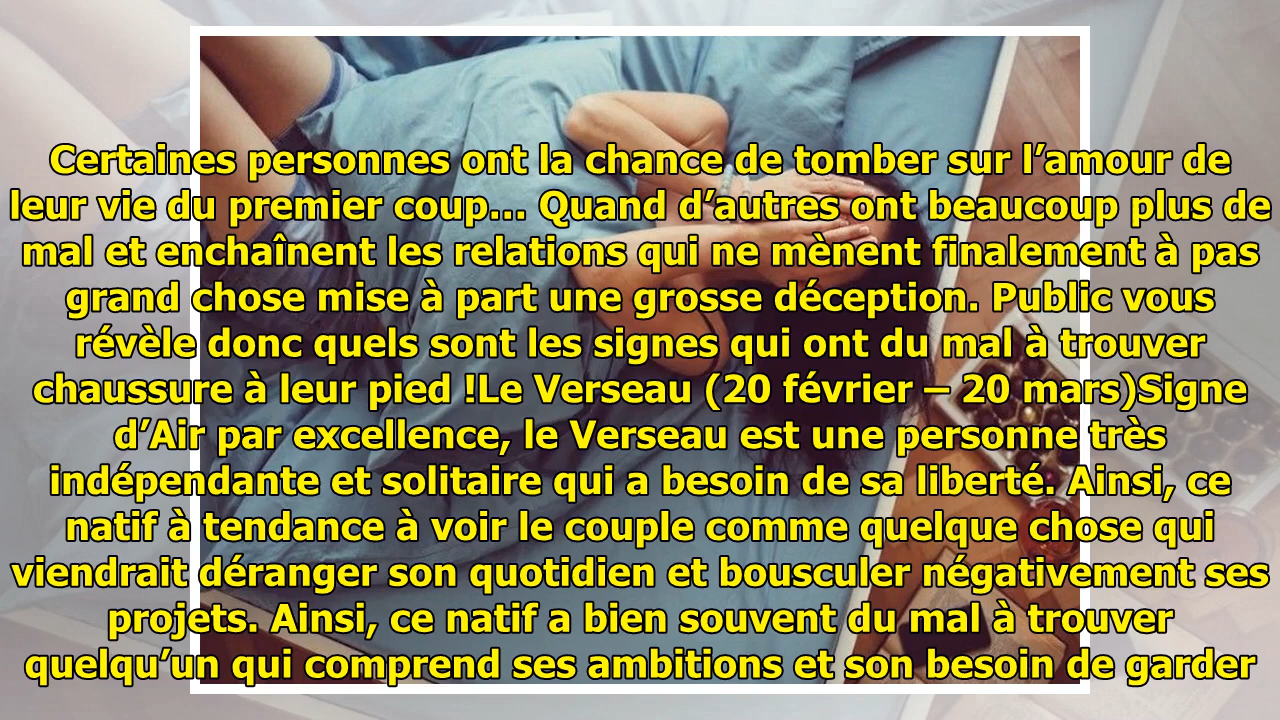 Certaines personnes ont la chance de tomber sur l’amour de
leur vie du premier coup... Quand d’autres ont beaucoup plus de
mal et enchaînent les relations qui ne mènent finalement à pas
grand chose mise à part une grosse déception. Public vous
révèle donc quels sont les signes qui ont du mal à trouver
chaussure à leur pied !Le Verseau (20 février – 20 mars)Signe
d’Air par excellence, le Verseau est une personne très
indépendante et solitaire qui a besoin de sa liberté. Ainsi, ce
natif à tendance à voir le couple comme quelque chose qui
viendrait déranger son quotidien et bousculer négativement ses
projets. Ainsi, ce natif a bien souvent du mal à trouver
quelqu’un qui comprend ses ambitions et son besoin de garder